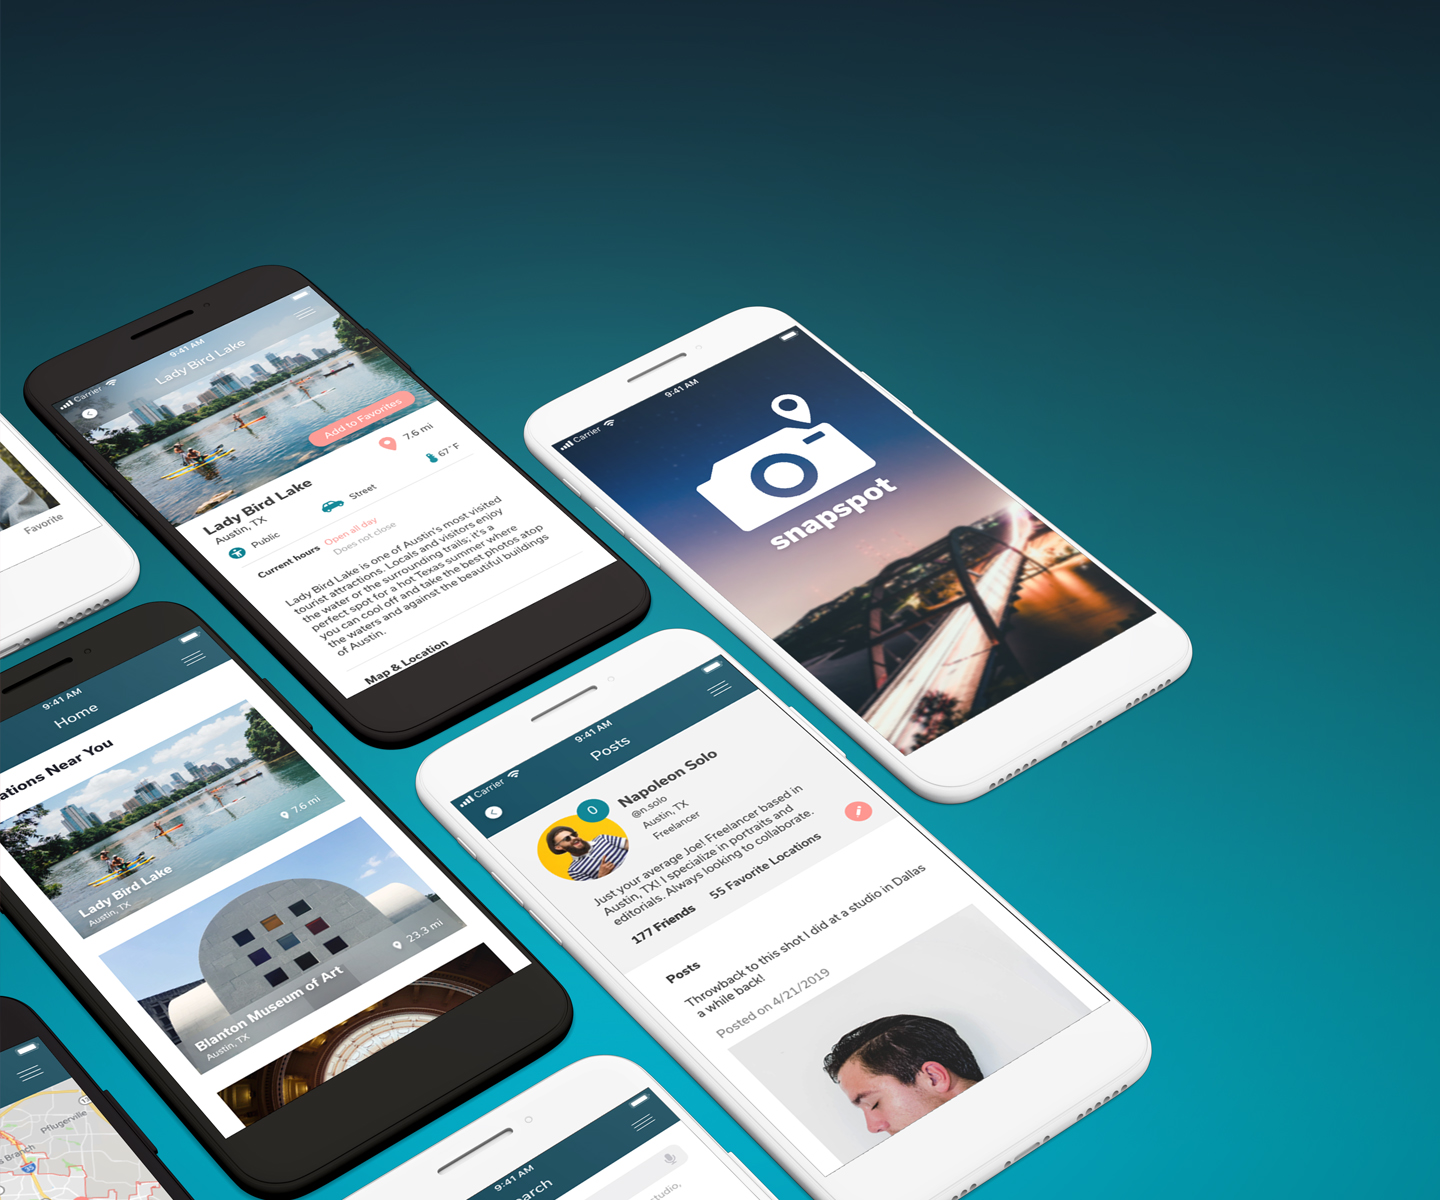 Favorite
Carrier
9:41 AM
Lady Bird Lake
Add to Favorites
7.6 mi
67°F
Lady Bird Lake
Austin, TX
Street
Public
Current hours
Open all day
Does not close
Lady Bird Lake is one of Austin's most visited
tourist attractions. Locals and visitors enjoy
the water or the surrounding trails; it's a
perfect spot for a hot Texas summer where
you can cool off and take the best photos atop
the waters and against the beautiful buildings
of Austin.
Map & Location
Carrier
9:41 AM
snapspot
9:41 AM
Home
ations Near You
7.6 mi
Lady Bird Lake
Austin, TX
23.3 mi
Blanton Museum of Art
Austin, TX
Carrier
9:41 AM
Posts
0
Napoleon Solo
@n.solo
Austin, TX
Freelancer
Just your average Joe! Freelancer based in
Austin, TX! I specialize in portraits and
editorials. Always looking to collaborate.
177 Friends
55 Favorite Locations
Posts
Throwback to this shot I did at a studio in Dallas
a while back!
Posted on 4/21/2019
Pflugerville
s Branch
9:41 AM
arch
studio,